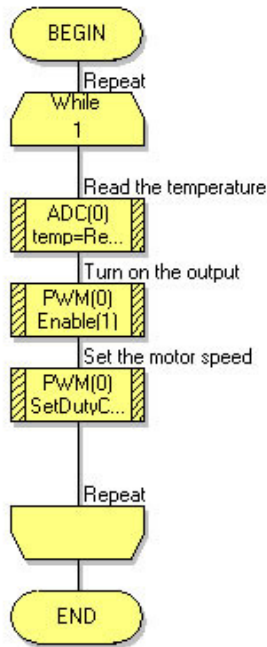 BEGIN
Repeat
While
1
Read the temperature
ADC(0)
temp=Re...
Turn on the output
PWM(0)
Enable(1)
Set the motor speed
PWM(0)
SetDutyC...
Repeat
END